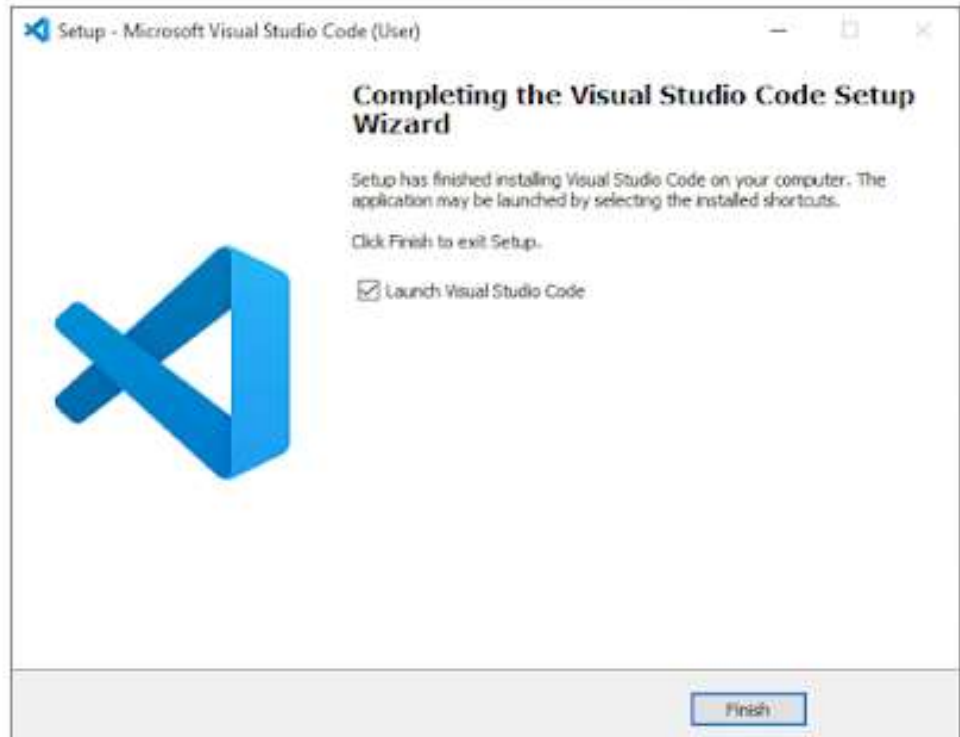 Setup - Microsoft Visual Studio Code (User)
Completing the Visual Studio Code Setup
Wizard
Setup has finished installing Visual Studio Code on your computer. The
application may be launched by selecting the installed shortcuts.
Click Finish to exit Setup.
Launch Visual Studio Code
Finish